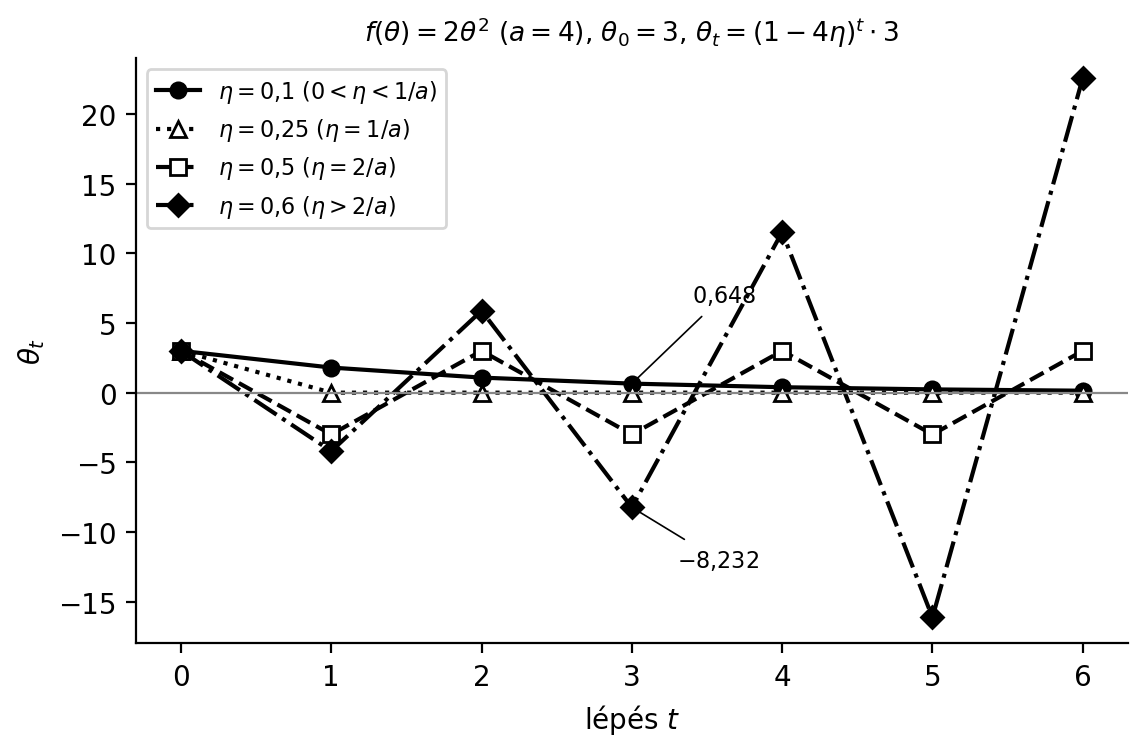 f(θ) = 2θ² (a = 4), θ₀ = 3, θₜ = (1 − 4η)ᵗ · 3
η = 0,1 (0 < η < 1/a)
η = 0,25 (η = 1/a)
η = 0,5 (η = 2/a)
η = 0,6 (η > 2/a)
20
15
10
5
0
−5
−10
−15
θₜ
0,648
−8,232
0 1 2 3 4 5 6
lépés t